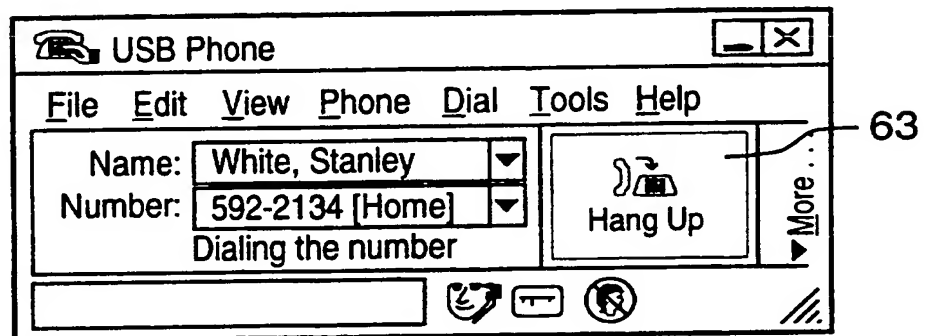 USB Phone
File Edit View Phone Dial Tools Help
Name: White, Stanley
Number: 592-2134 [Home]
Dialing the number
Hang Up
More...
63